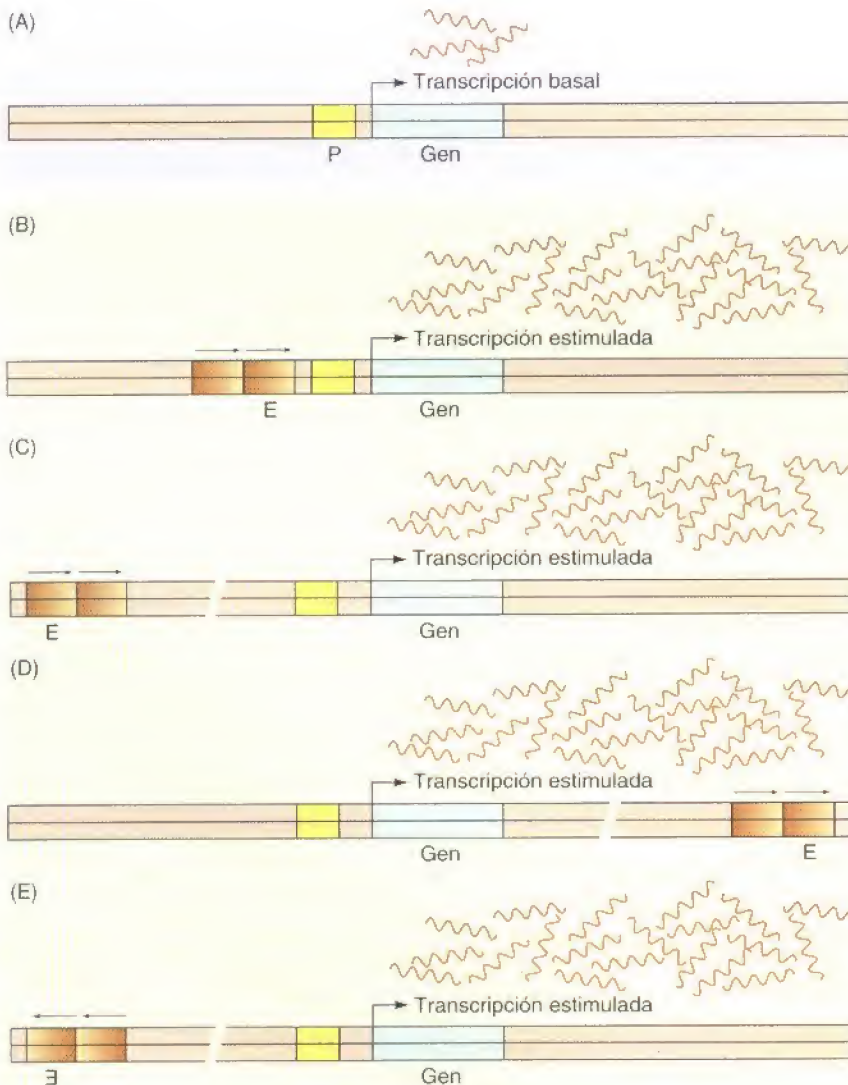 (A)
Transcripción basal
P
Gen
(B)
Transcripción estimulada
E
Gen
(C)
Transcripción estimulada
E
Gen
(D)
Transcripción estimulada
Gen
E
(E)
Transcripción estimulada
E
Gen